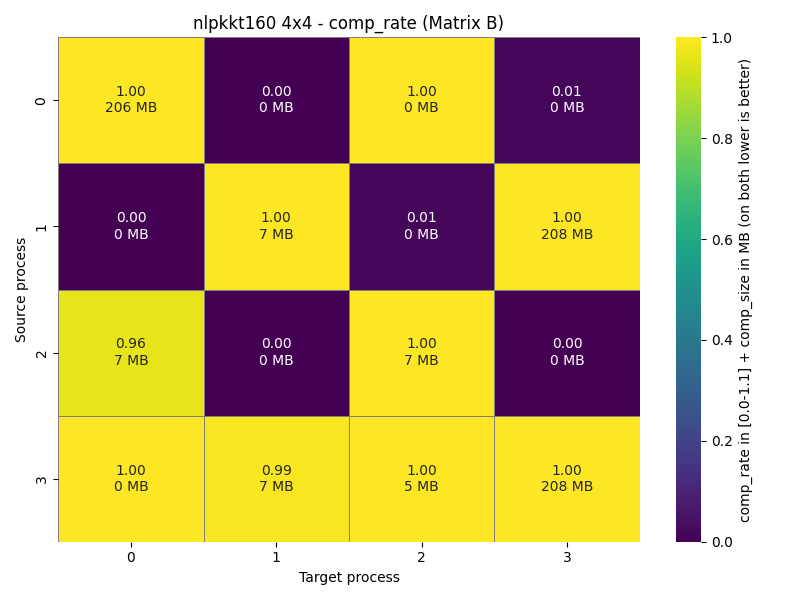 nlpkkt160 4x4 - comp_rate (Matrix B)
Source process
0
1.00
206 MB
0.00
0 MB
1.00
0 MB
0.01
0 MB
1
0.00
0 MB
1.00
7 MB
0.01
0 MB
1.00
208 MB
2
0.96
7 MB
0.00
0 MB
1.00
7 MB
0.00
0 MB
3
1.00
0 MB
0.99
7 MB
1.00
5 MB
1.00
208 MB
0
1
2
3
Target process
1.0
0.8
0.6
0.4
0.2
0.0
comp_rate in [0.0-1.1] + comp_size in MB (on both lower is better)